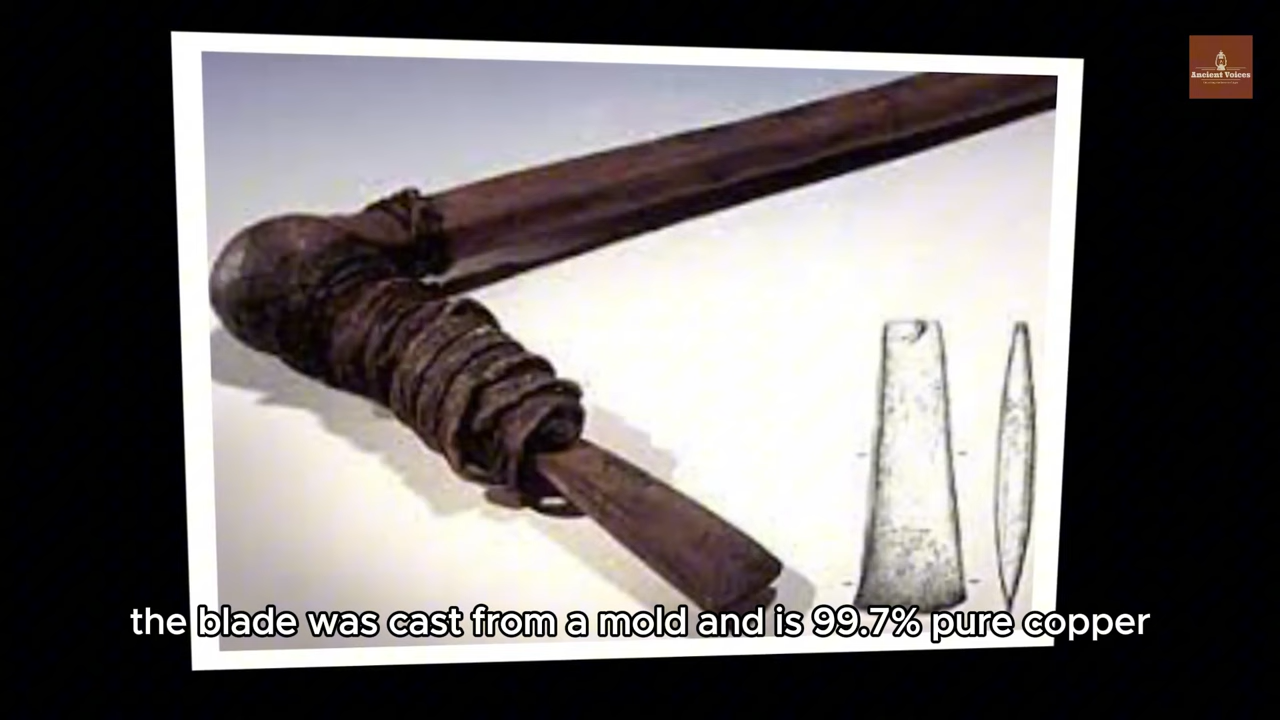 Ancient Voices
the blade was cast from a mold and is 99.7% pure copper